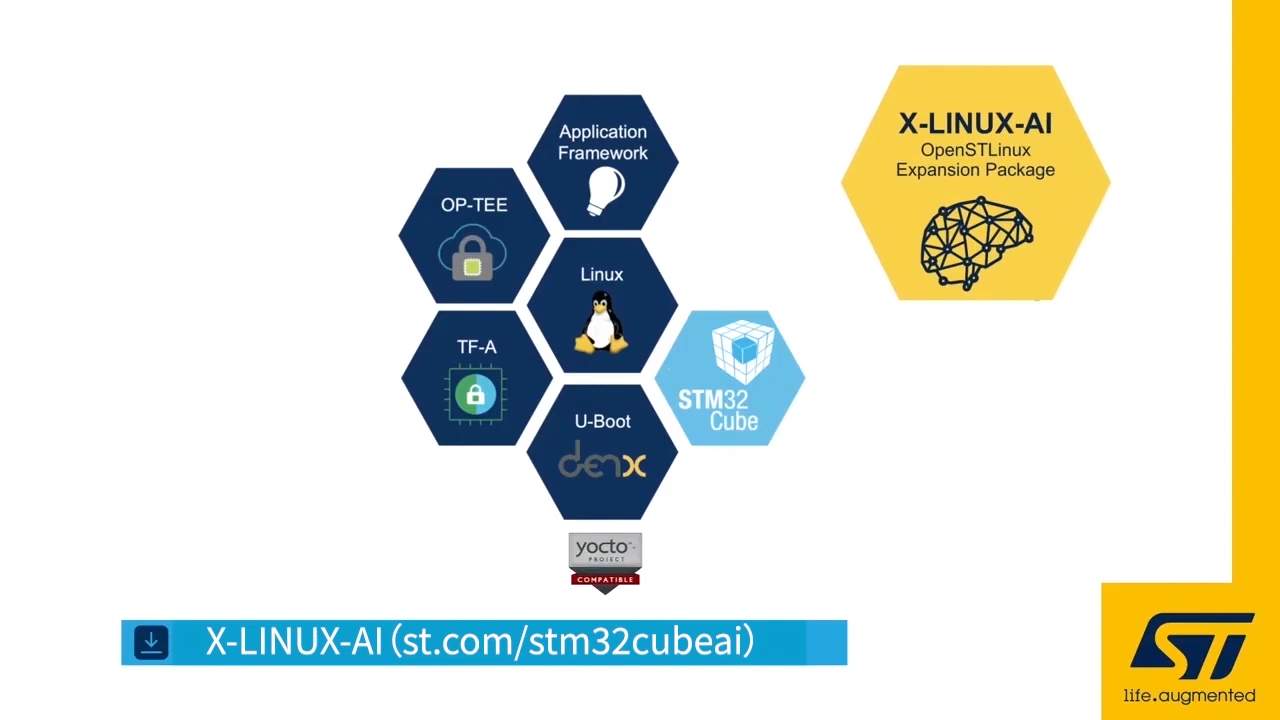 Application
Framework
OP-TEE
Linux
TF-A
STM32
Cube
U-Boot
denx
yocto
PROJECT
COMPATIBLE
X-LINUX-AI
OpenSTLinux
Expansion Package
X-LINUX-AI(st.com/stm32cubeai)
ST
life.augmented